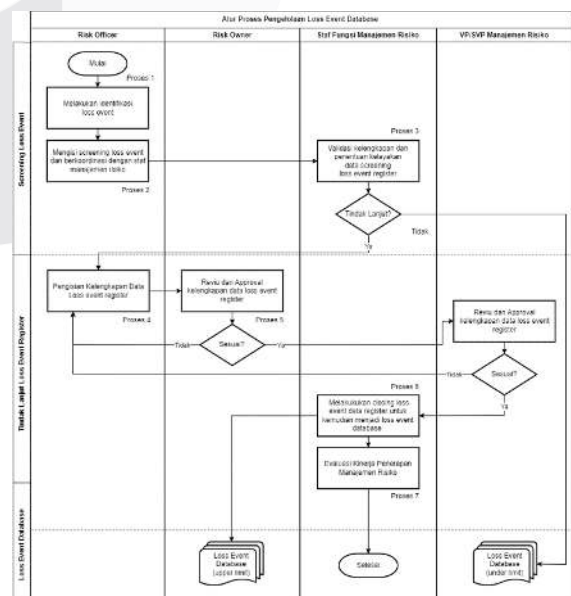 Alur Proses Pengelolaan Loss Event Database
Risk Officer
Risk Owner
Staf Fungsi Manajemen Risiko
VP/SVP Manajemen Risiko
Screening Loss Event
Mulai
Proses 1
Melakukan identifikasi
loss event
Mengisi screening loss event
dan berkoordinasi dengan staf
manajemen risiko
Proses 2
Proses 3
Validasi kelengkapan dan
penentuan kelayakan
data screening
loss event register
Tindak Lanjut?
Tidak
Ya
Tindak Lanjut Loss Event Register
Pengisian Kelengkapan Data
Loss event register
Proses 4
Reviu dan Approval
kelengkapan data loss event
register
Proses 5
Sesuai?
Tidak
Ya
Reviu dan Approval
kelengkapan data loss event
register
Sesuai?
Tidak
Ya
Proses 6
Melakukukan closing loss
event data register untuk
kemudian menjadi loss event
database
Evaluasi Kinerja Penerapan
Manajemen Risiko
Proses 7
Loss Event Database
Loss Event
Database
(upper limit)
Selesai
Loss Event
Database
(under limit)